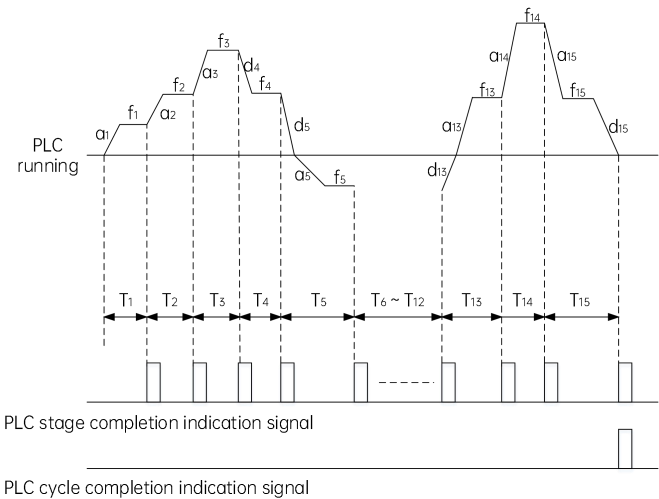 f14
f3
a14
a15
d4
a3
f2
f4
f13
f15
f1
a2
a1
d5
a13
d15
PLC
running
a5
f5
d13
T1
T2
T3
T4
T5
T6 ~ T12
T13
T14
T15
PLC stage completion indication signal
PLC cycle completion indication signal